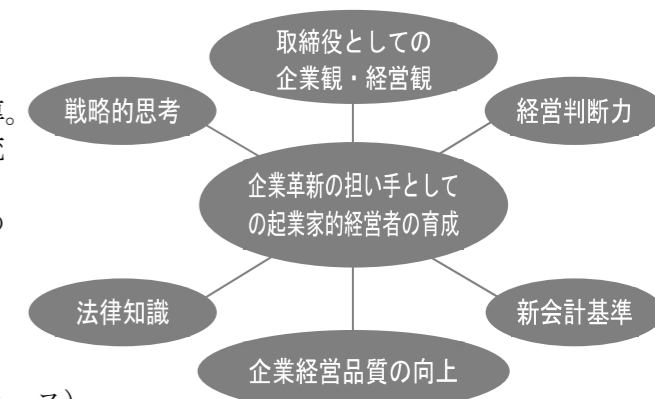 取締役としての
企業観・経営観
戦略的思考
経営判断力
企業革新の担い手として
の起業家的経営者の育成
法律知識
新会計基準
企業経営品質の向上